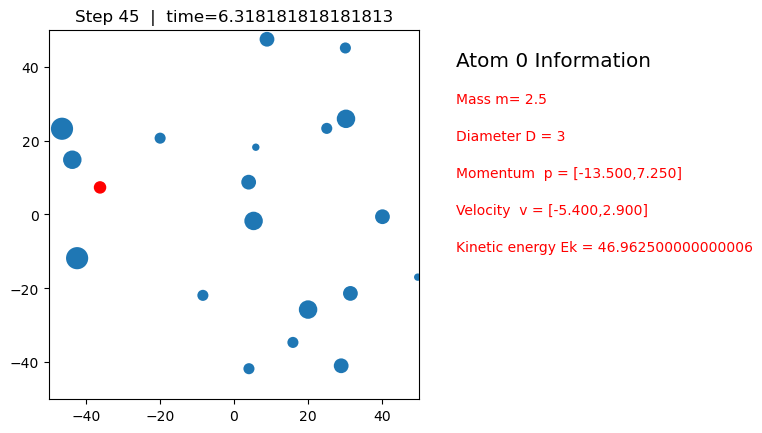 Step 45  |  time=6.318181818181813
Atom 0 Information
Mass m= 2.5
Diameter D = 3
Momentum  p = [-13.500,7.250]
Velocity  v = [-5.400,2.900]
Kinetic energy Ek = 46.962500000000006
40
20
0
−20
−40
−40 −20 0 20 40